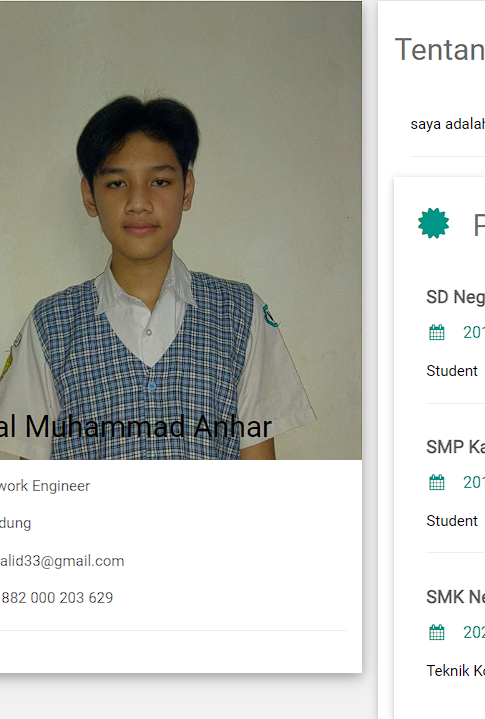 al Muhammad Anhar
work Engineer
dung
alid33@gmail.com
882 000 203 629
Tentan
saya adalah
P
SD Neg
201
Student
SMP Ka
201
Student
SMK Ne
202
Teknik Ko